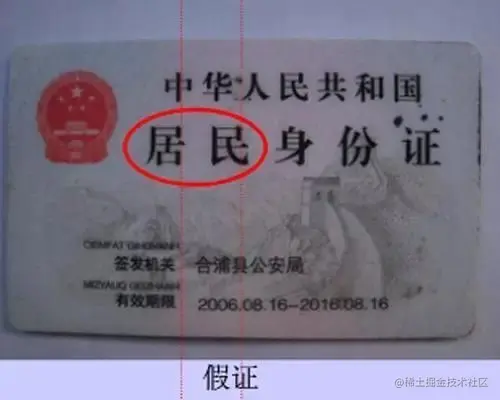 中华人民共和国
居民身份证
签发机关 合浦县公安局
有效期限 2006.08.16-2016.08.16
假证
@稀土掘金技术社区